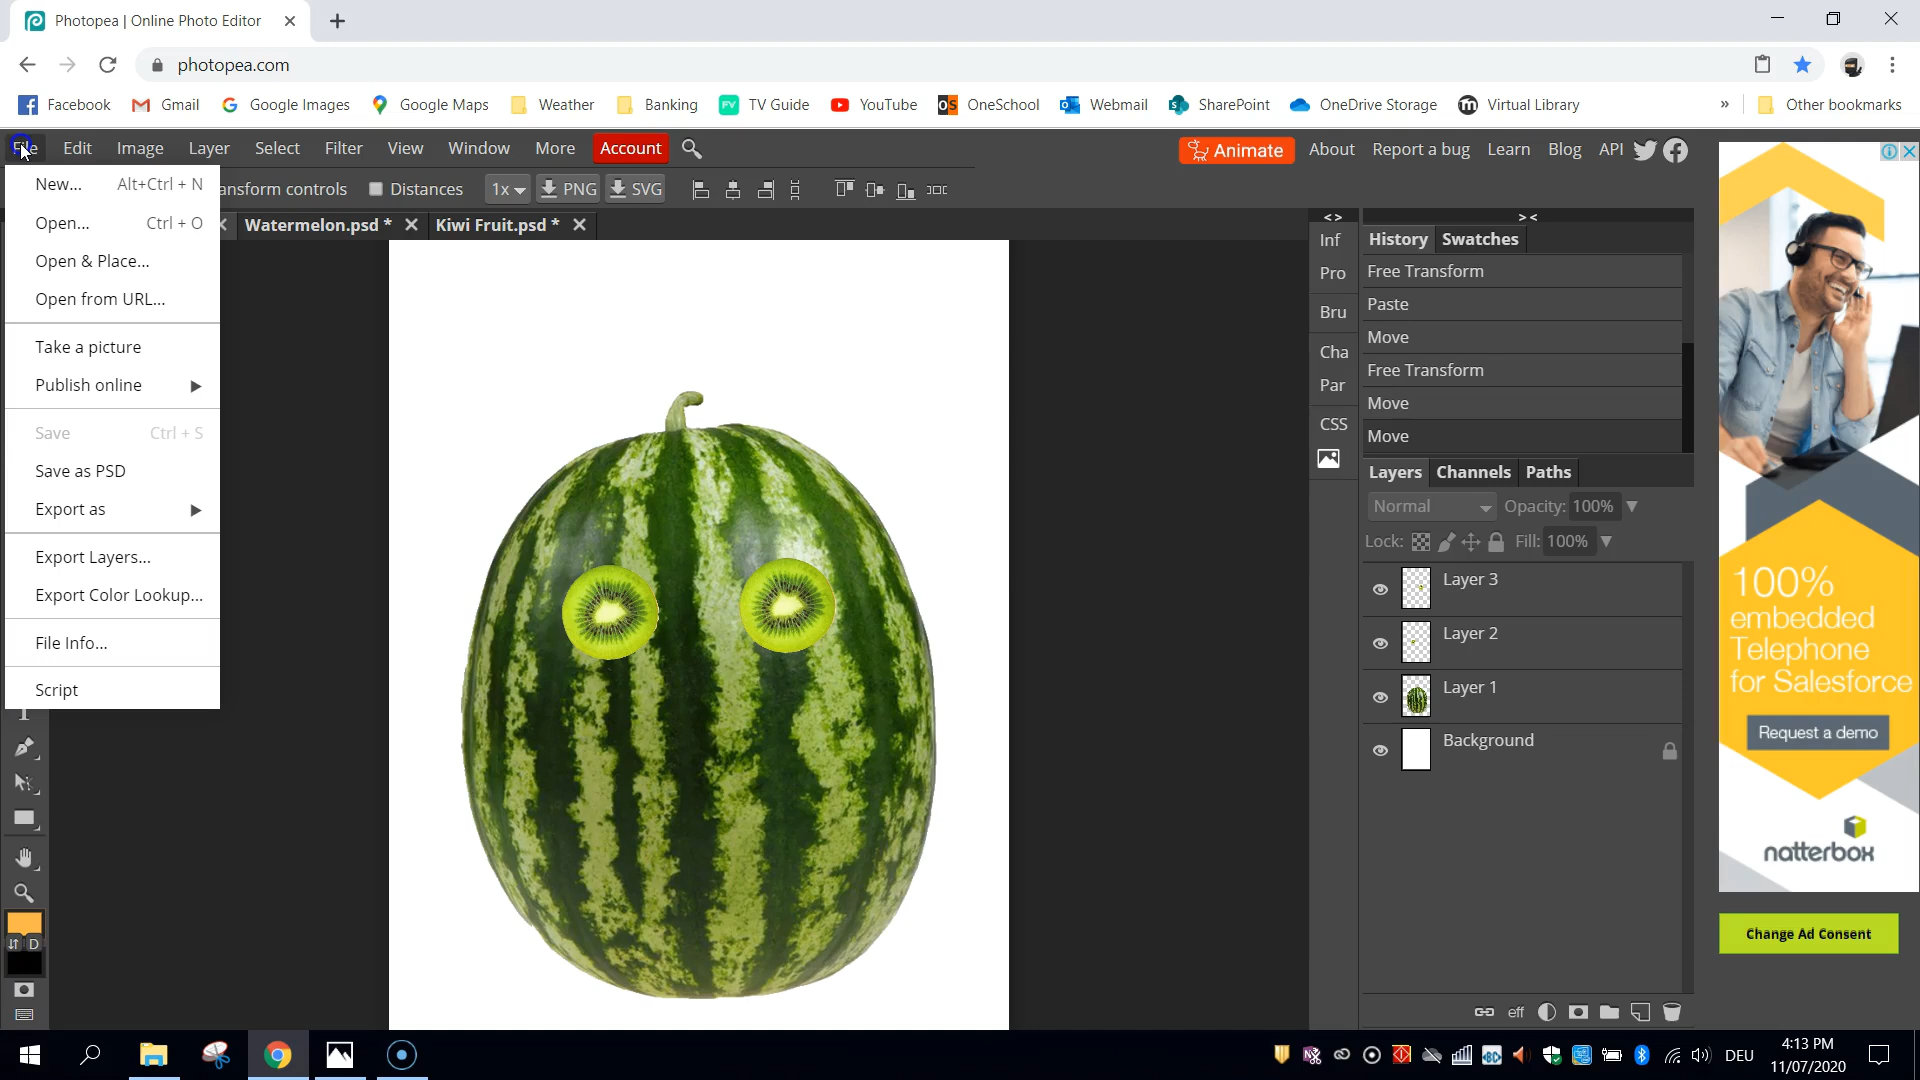 Photopea | Online Photo Editor
photopea.com
Facebook Gmail Google Images Google Maps Weather Banking TV Guide YouTube OneSchool Webmail SharePoint OneDrive Storage Virtual Library » Other bookmarks
File Edit Image Layer Select Filter View Window More Account
Animate About Report a bug Learn Blog API
ansform controls Distances 1x PNG SVG
Watermelon.psd * Kiwi Fruit.psd *
New... Alt+Ctrl + N
Open... Ctrl + O
Open & Place...
Open from URL...
Take a picture
Publish online
Save Ctrl + S
Save as PSD
Export as
Export Layers...
Export Color Lookup...
File Info...
Script
D
< > > <
Inf
Pro
Bru
Cha
Par
CSS
History Swatches
Free Transform
Paste
Move
Free Transform
Move
Move
Layers Channels Paths
Normal Opacity: 100%
Lock: Fill: 100%
Layer 3
Layer 2
Layer 1
Background
eff
100%
embedded
Telephone
for Salesforce
Request a demo
natterbox
Change Ad Consent
DEU
4:13 PM
11/07/2020